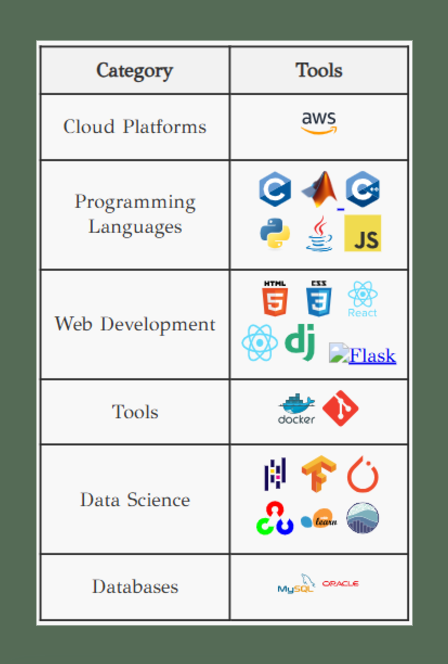 Category Tools
Cloud Platforms
aws
Programming
Languages
C
C++
JS
Web Development
HTML
5
CSS
3
React
dj
Flask
Tools
docker
Data Science
learn
Databases
MySQL
ORACLE